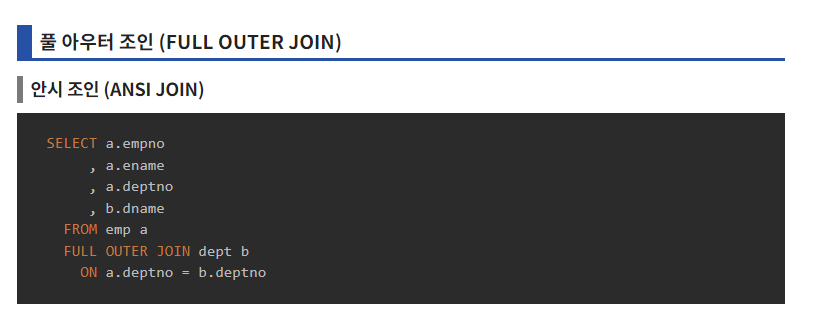 풀 아우터 조인 (FULL OUTER JOIN)
안시 조인 (ANSI JOIN)
SELECT a.empno
, a.ename
, a.deptno
, b.dname
FROM emp a
FULL OUTER JOIN dept b
ON a.deptno = b.deptno